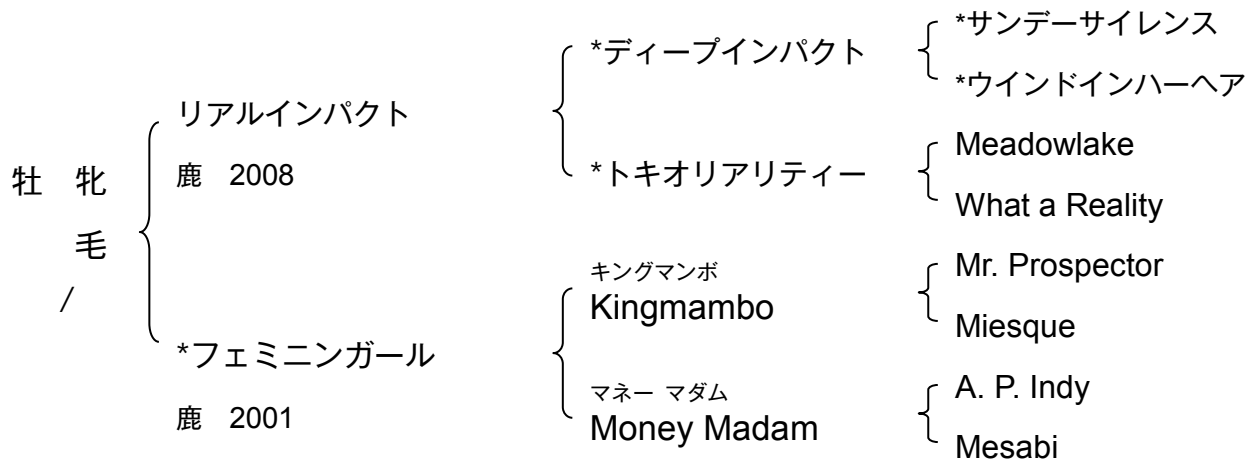 牡 牝
毛
/
リアルインパクト
鹿 2008
*フェミニンガール
鹿 2001
*ディープインパクト
*トキオリアリティー
キングマンボ
Kingmambo
マネー マダム
Money Madam
*サンデーサイレンス
*ウインドインハーヘア
Meadowlake
What a Reality
Mr. Prospector
Miesque
A. P. Indy
Mesabi